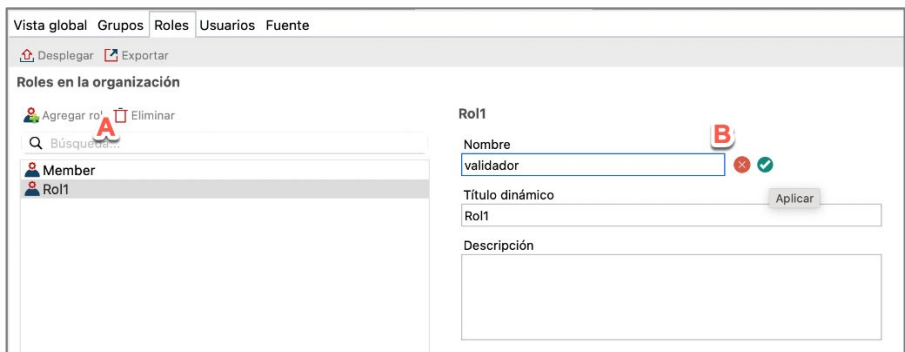 Vista global Grupos Roles Usuarios Fuente
Desplegar Exportar
Roles en la organización
Agregar rol Eliminar
A
Búsqueda...
Member
Rol1
Rol1
B
Nombre
validador
Aplicar
Título dinámico
Rol1
Descripción